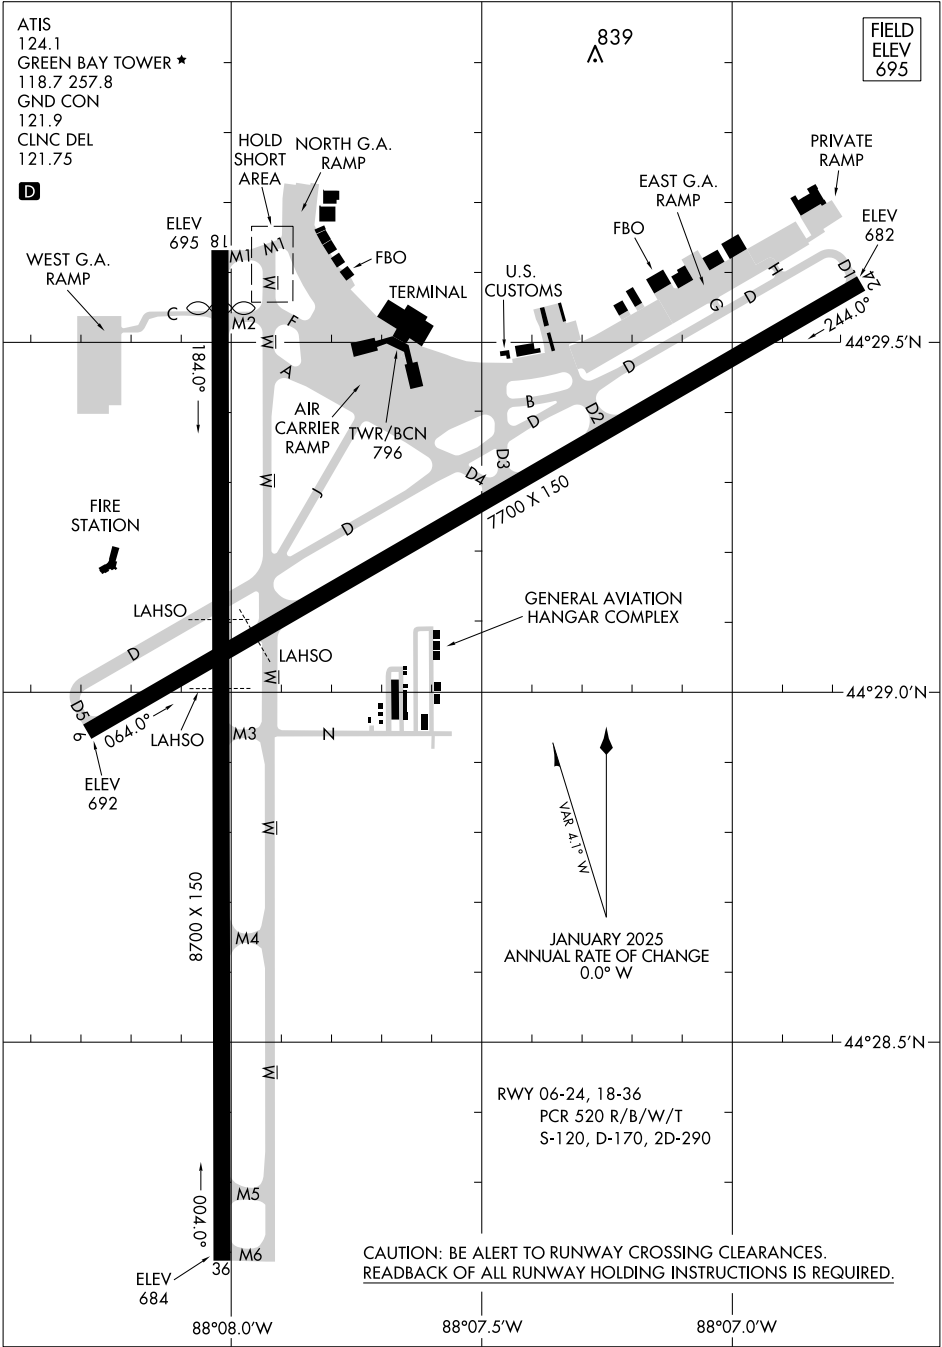 ATIS
124.1
GREEN BAY TOWER ★
118.7 257.8
GND CON
121.9
CLNC DEL
121.75
D
839
FIELD
ELEV
695
HOLD
SHORT
AREA
NORTH G.A.
RAMP
PRIVATE
RAMP
EAST G.A.
RAMP
FBO
ELEV
682
ELEV
695
18
M1
M1
WEST G.A.
RAMP
FBO
TERMINAL
U.S.
CUSTOMS
M
C
M2
F
M
A
184.0°
H
D
G
D1
24
244.0°
44°29.5'N
D
AIR
CARRIER
RAMP
TWR/BCN
796
B
D
D2
D3
D4
7700 X 150
M
J
D
FIRE
STATION
LAHSO
LAHSO
D
M
GENERAL AVIATION
HANGAR COMPLEX
44°29.0'N
D5
6
064.0°
LAHSO
M3
N
ELEV
692
M
VAR 4.1° W
8700 X 150
M4
JANUARY 2025
ANNUAL RATE OF CHANGE
0.0° W
44°28.5'N
M
RWY 06-24, 18-36
PCR 520 R/B/W/T
S-120, D-170, 2D-290
004.0°
M5
M6
36
ELEV
684
CAUTION: BE ALERT TO RUNWAY CROSSING CLEARANCES.
READBACK OF ALL RUNWAY HOLDING INSTRUCTIONS IS REQUIRED.
88°08.0'W
88°07.5'W
88°07.0'W